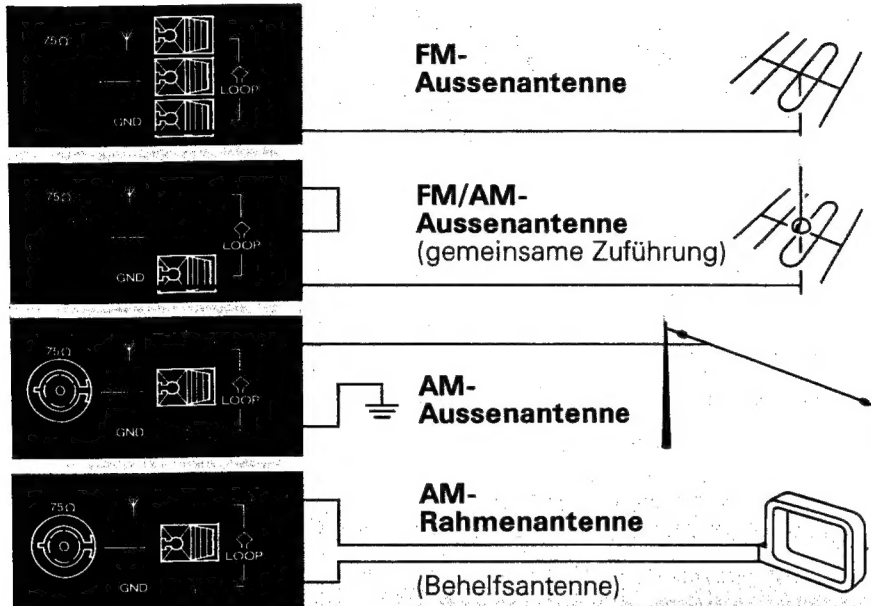 75Ω
LOOP
GND
FM-
Aussenantenne
75Ω
LOOP
GND
FM/AM-
Aussenantenne
(gemeinsame Zuführung)
75Ω
LOOP
GND
AM-
Aussenantenne
75Ω
LOOP
GND
AM-
Rahmenantenne
(Behelfsantenne)